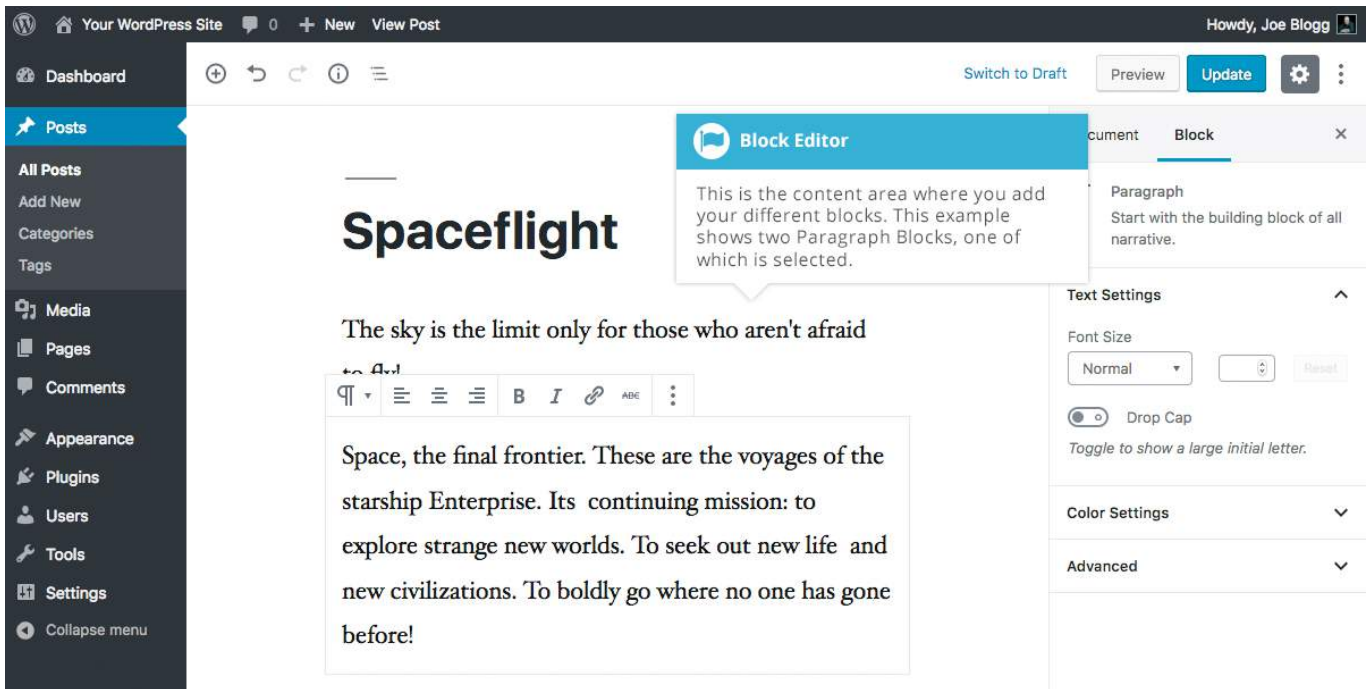 Your WordPress Site 0 New View Post Howdy, Joe Blogg
Dashboard
Posts
All Posts
Add New
Categories
Tags
Media
Pages
Comments
Appearance
Plugins
Users
Tools
Settings
Collapse menu
Switch to Draft Preview Update
Block Editor
This is the content area where you add
your different blocks. This example
shows two Paragraph Blocks, one of
which is selected.
Spaceflight
The sky is the limit only for those who aren't afraid
to fly!
B I ABC
Space, the final frontier. These are the voyages of the
starship Enterprise. Its  continuing mission: to
explore strange new worlds. To seek out new life  and
new civilizations. To boldly go where no one has gone
before!
cument Block
Paragraph
Start with the building block of all
narrative.
Text Settings
Font Size
Normal Reset
Drop Cap
Toggle to show a large initial letter.
Color Settings
Advanced